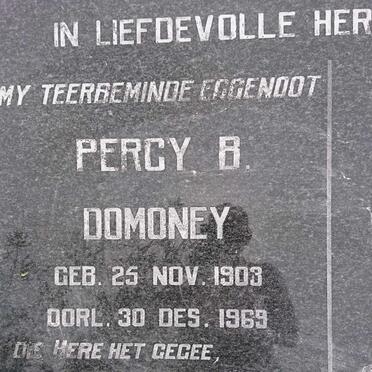 IN LIEFDEVOLLE HER
MY TEERBEMINDE EGGENOOT
PERCY. B.
DOMONEY
GEB. 25 NOV. 1903
OORL. 30 DES. 1969
DIE HERE HET GEGEE,